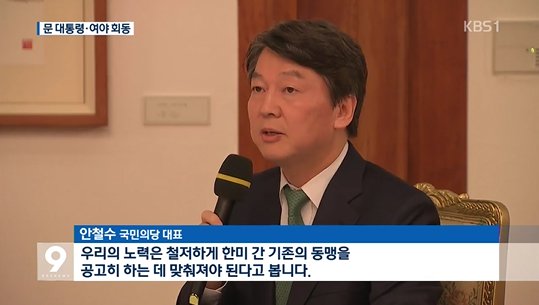 문 대통령·여야 회동
KBS1
안철수 국민의당 대표
우리의 노력은 철저하게 한미 간 기존의 동맹을
공고히 하는 데 맞춰져야 된다고 봅니다.
9